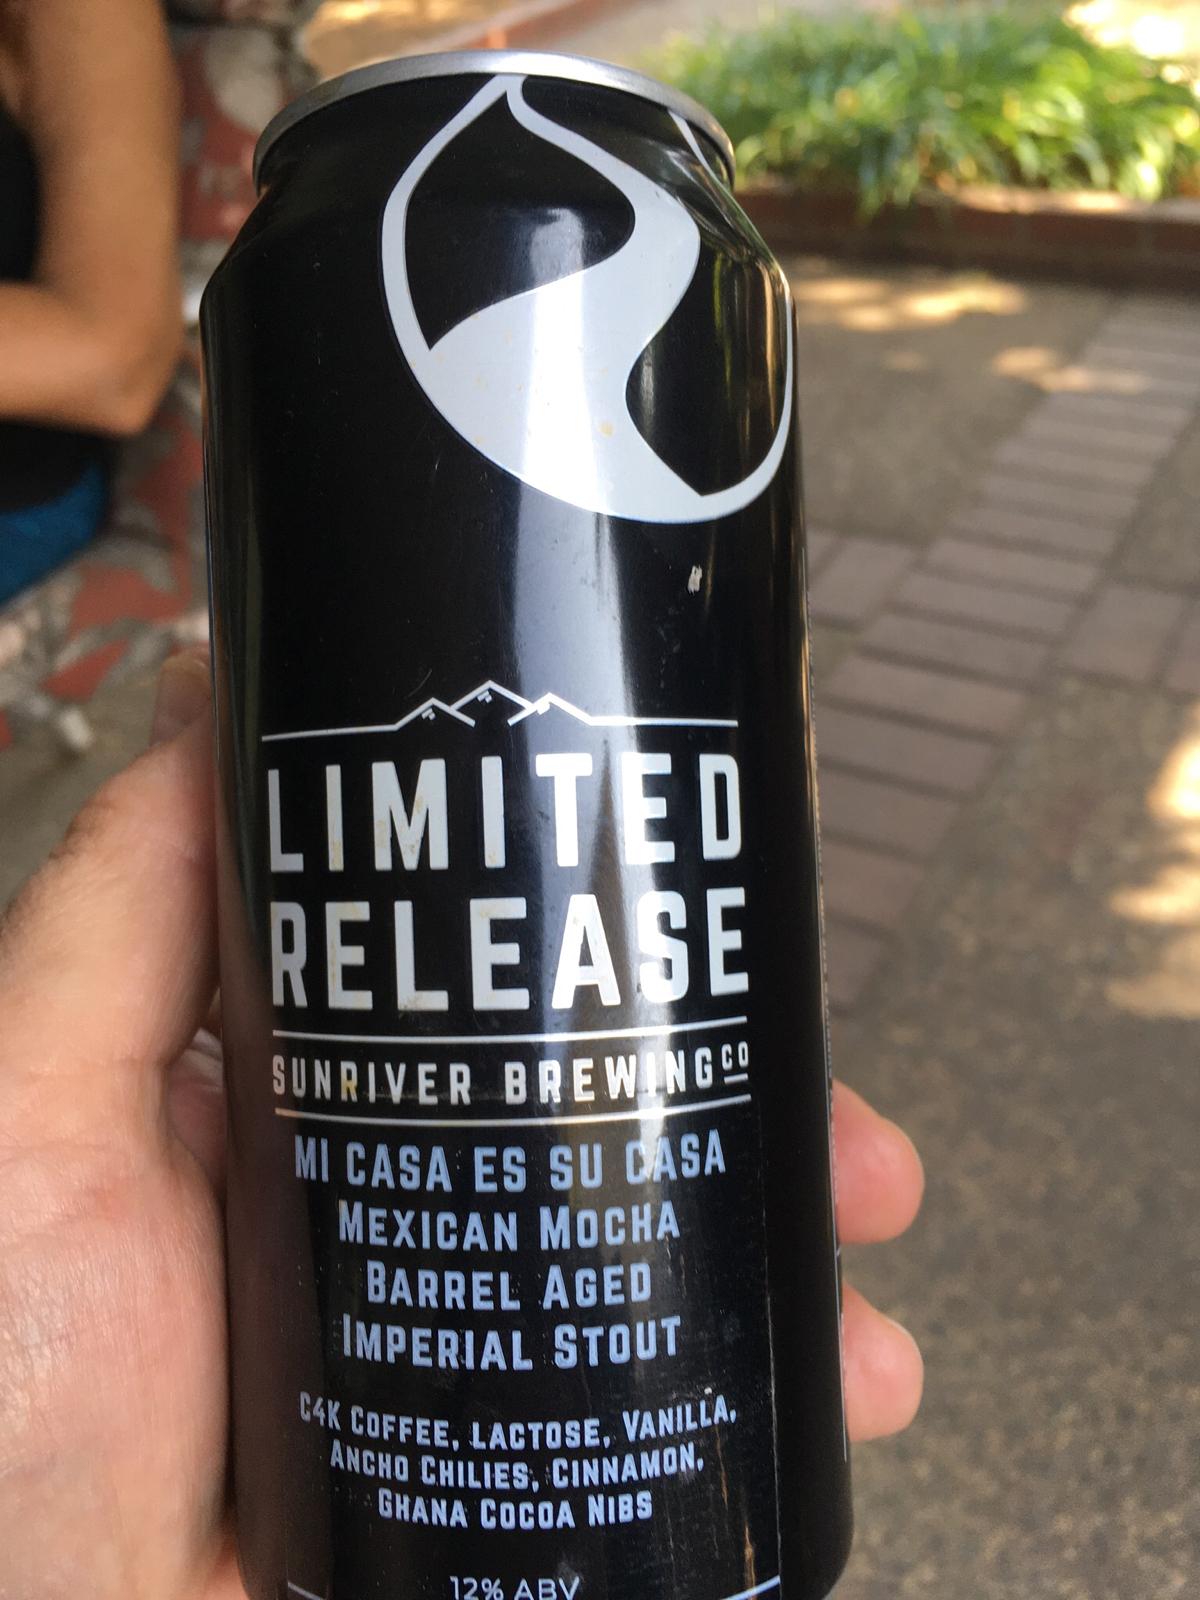 LIMITED
RELEASE
SUNRIVER BREWING CO
MI CASA ES SU CASA
MEXICAN MOCHA
BARREL AGED
IMPERIAL STOUT
C4K COFFEE, LACTOSE, VANILLA,
ANCHO CHILIES, CINNAMON,
GHANA COCOA NIBS
12% ABV